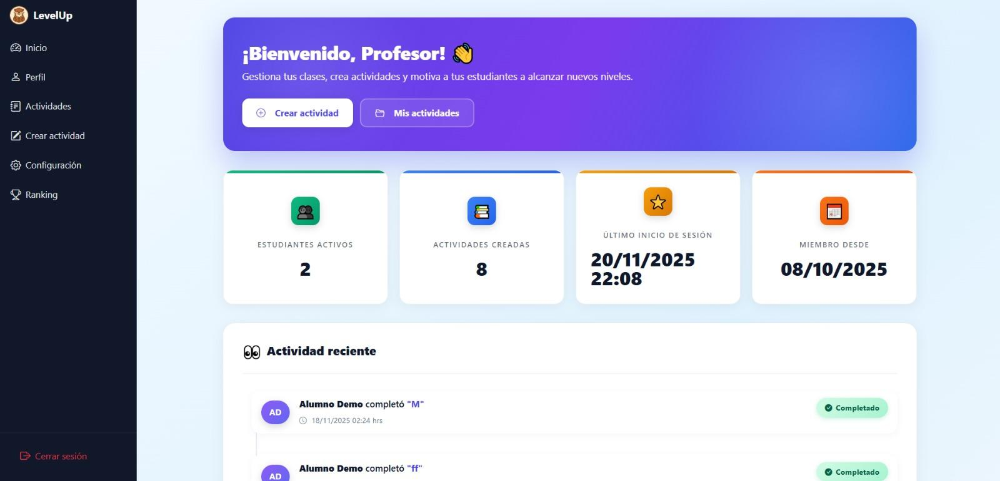 LevelUp
Inicio
Perfil
Actividades
Crear actividad
Configuración
Ranking
Cerrar sesión
¡Bienvenido, Profesor! 👋
Gestiona tus clases, crea actividades y motiva a tus estudiantes a alcanzar nuevos niveles.
Crear actividad
Mis actividades
ESTUDIANTES ACTIVOS
2
ACTIVIDADES CREADAS
8
ÚLTIMO INICIO DE SESIÓN
20/11/2025
22:08
MIEMBRO DESDE
08/10/2025
👀 Actividad reciente
AD
Alumno Demo completó "M"
18/11/2025 02:24 hrs
Completado
AD
Alumno Demo completó "ff"
Completado